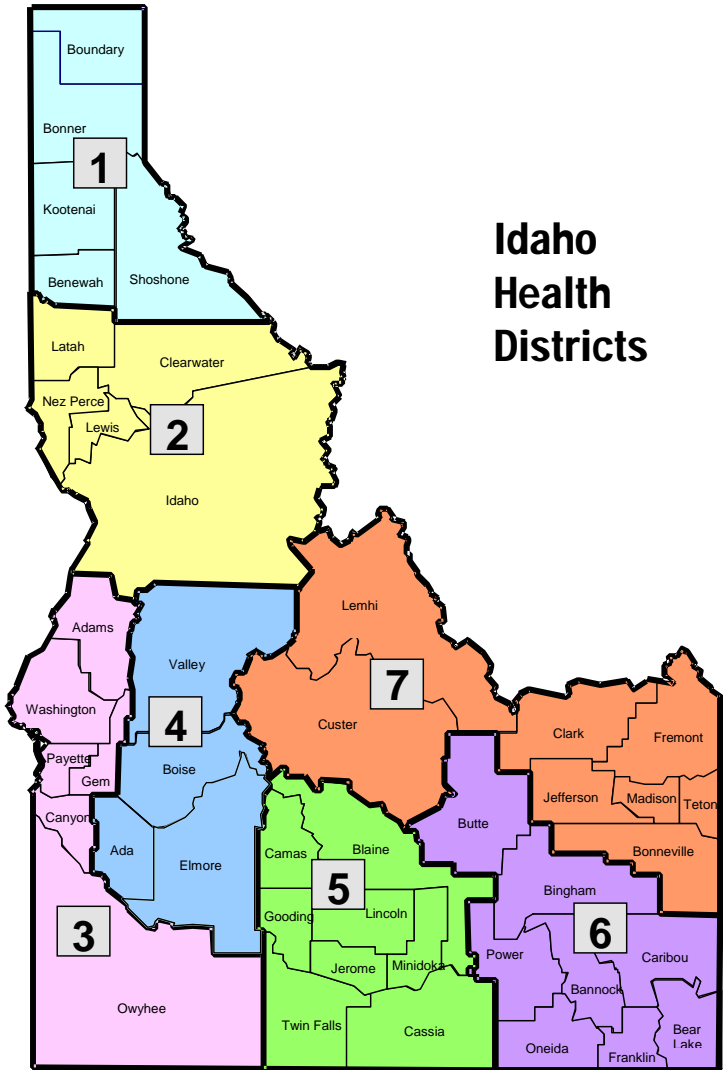 Boundary
Bonner
1
Kootenai
Benewah
Shoshone
Idaho
Health
Districts
Latah
Clearwater
Nez Perce
Lewis
2
Idaho
Lemhi
Adams
Valley
7
Washington
Custer
4
Clark
Fremont
Payette
Boise
Gem
Jefferson
Madison
Teton
Canyon
Butte
Ada
Camas
Blaine
Bonneville
Elmore
5
Bingham
Gooding
Lincoln
3
6
Power
Caribou
Jerome
Minidoka
Bannock
Owyhee
Twin Falls
Cassia
Oneida
Franklin
Bear
Lake